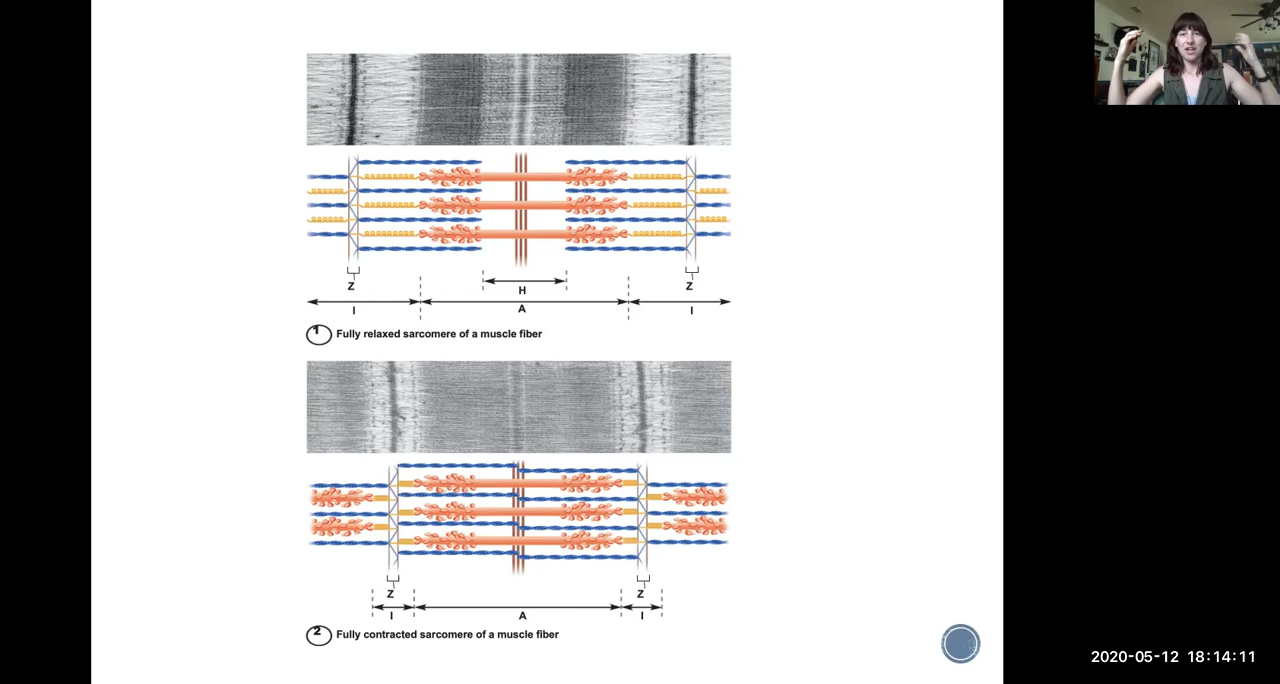 Z
Z
H
I
A
I
1 Fully relaxed sarcomere of a muscle fiber
Z
Z
I
A
I
2 Fully contracted sarcomere of a muscle fiber
2020-05-12 18:14:11